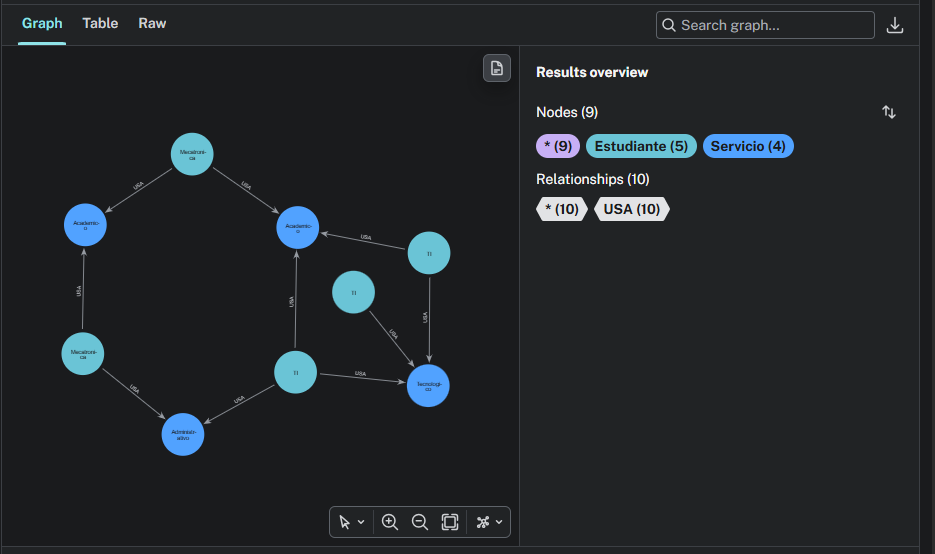 Graph Table Raw
Search graph...
Results overview
Nodes (9)
* (9) Estudiante (5) Servicio (4)
Relationships (10)
* (10) USA (10)
Mecatroni-
ca
USA
USA
Academic-
o
Academic-
o
USA
TI
TI
USA
USA
USA
USA
Mecatroni-
ca
TI
USA
Tecnologi-
co
USA
USA
Administr-
ativo